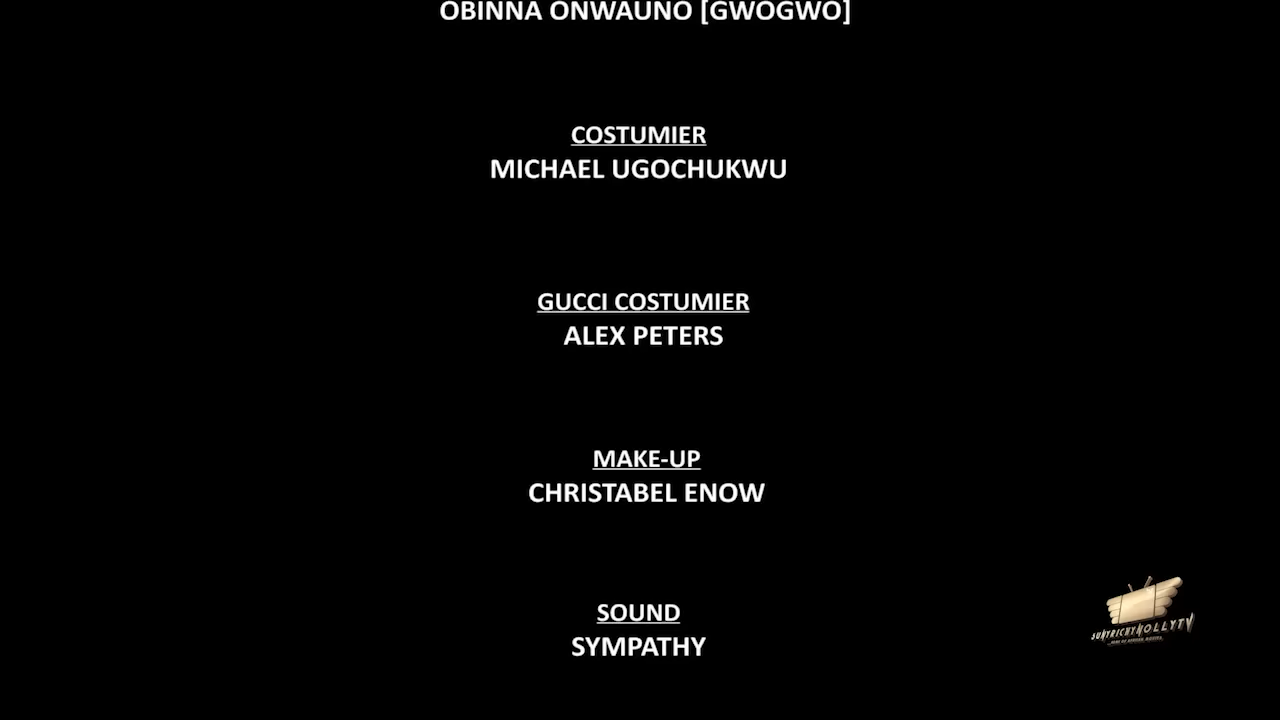 OBINNA ONWAUNO [GWOGWO]
COSTUMIER
MICHAEL UGOCHUKWU
GUCCI COSTUMIER
ALEX PETERS
MAKE-UP
CHRISTABEL ENOW
SOUND
SYMPATHY